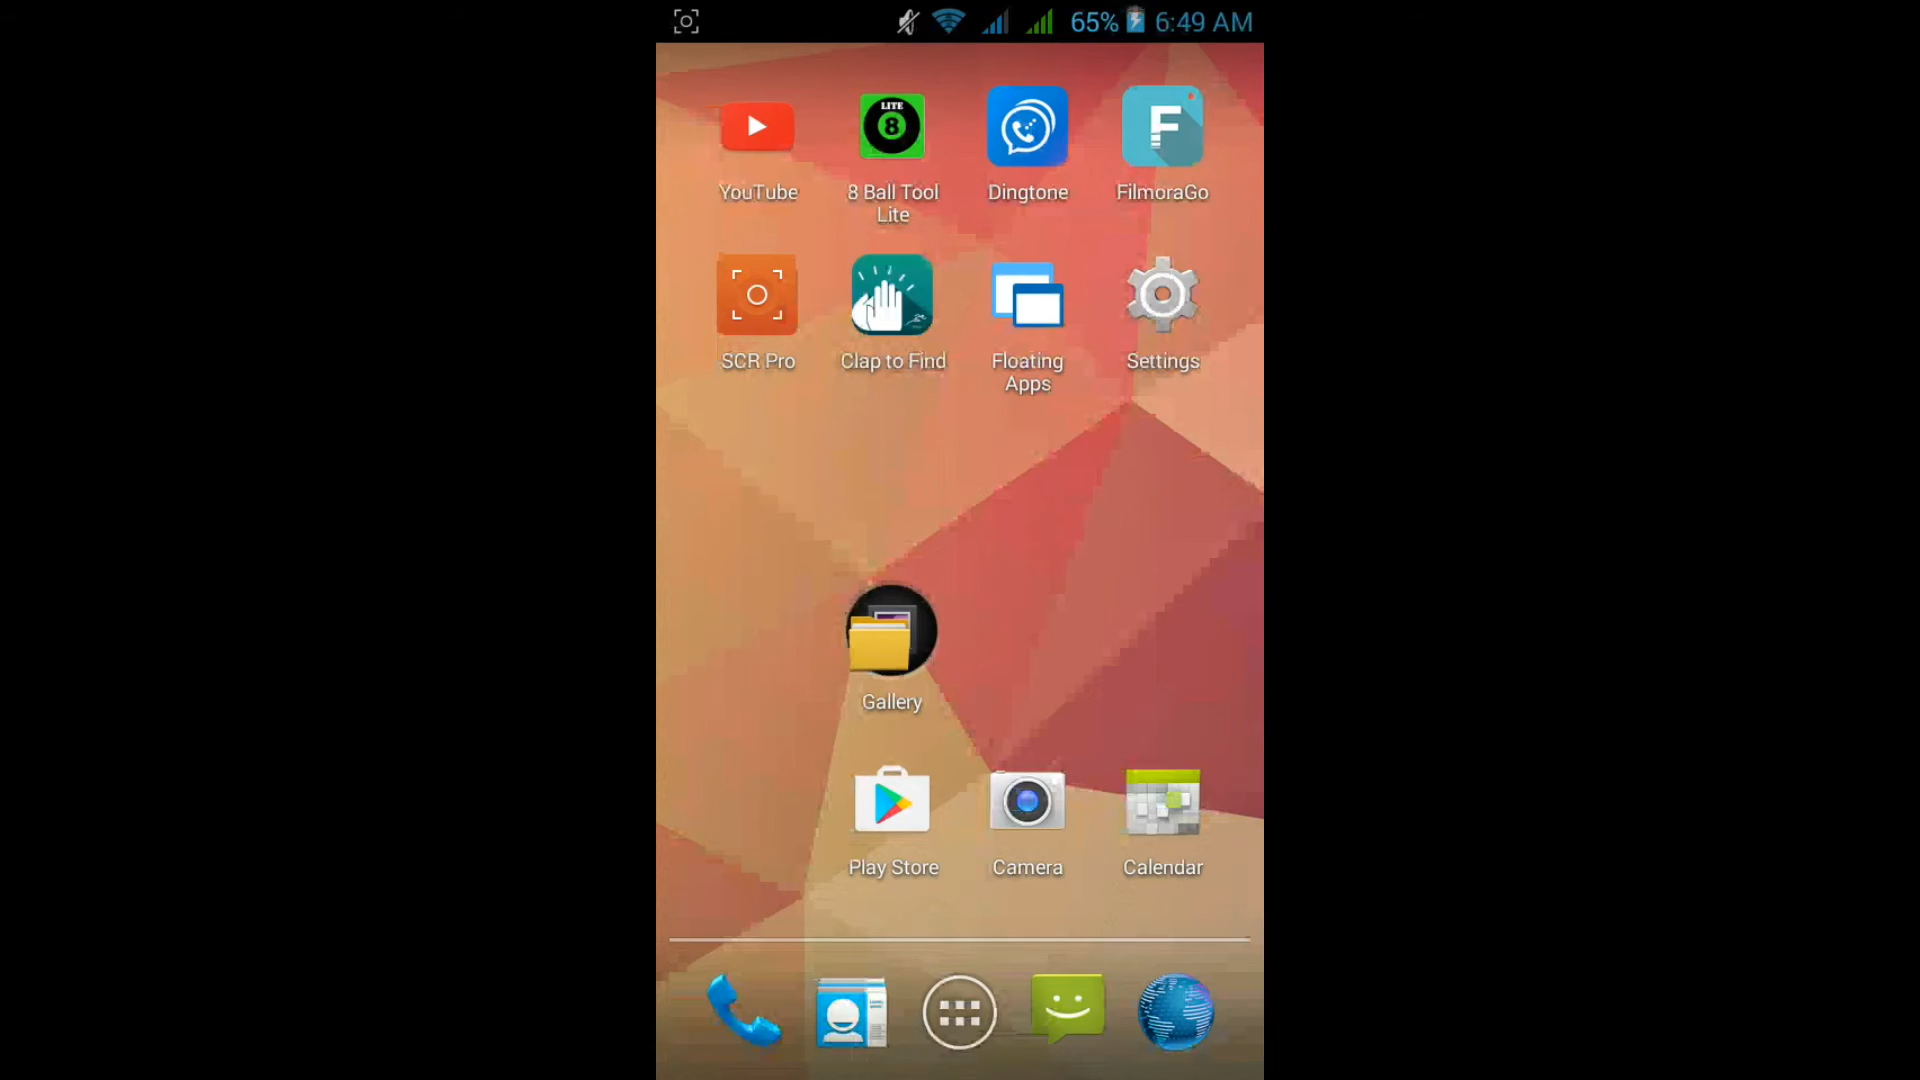 65% 6:49 AM
LITE
8
F
YouTube
8 Ball Tool
Lite
Dingtone
FilmoraGo
SCR Pro
Clap to Find
Floating
Apps
Settings
Gallery
Play Store
Camera
Calendar